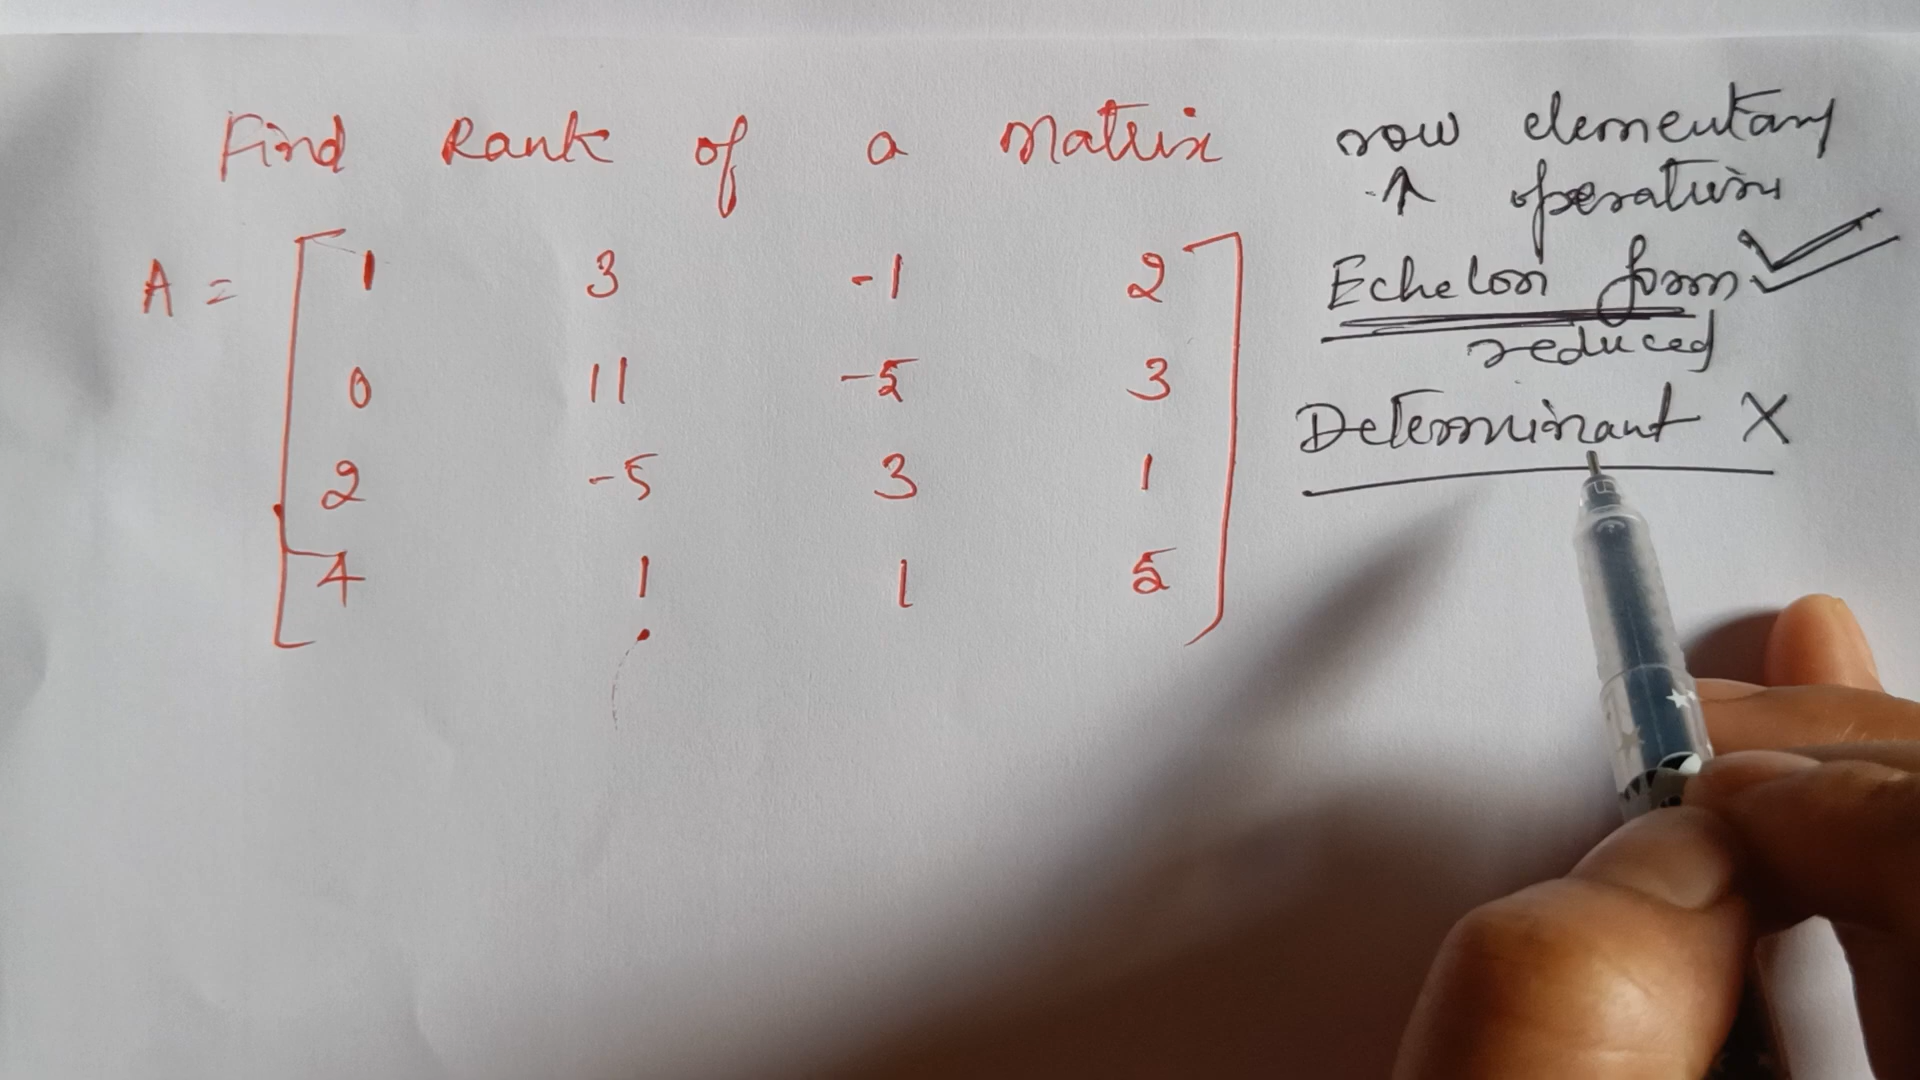 Find Rank of a Matrix
A = [ 1 3 -1 2
0 11 -5 3
2 -5 3 1
4 1 1 5 ]
row elementary
↑ operations
Echelon form ✓
reduced
Determinant X